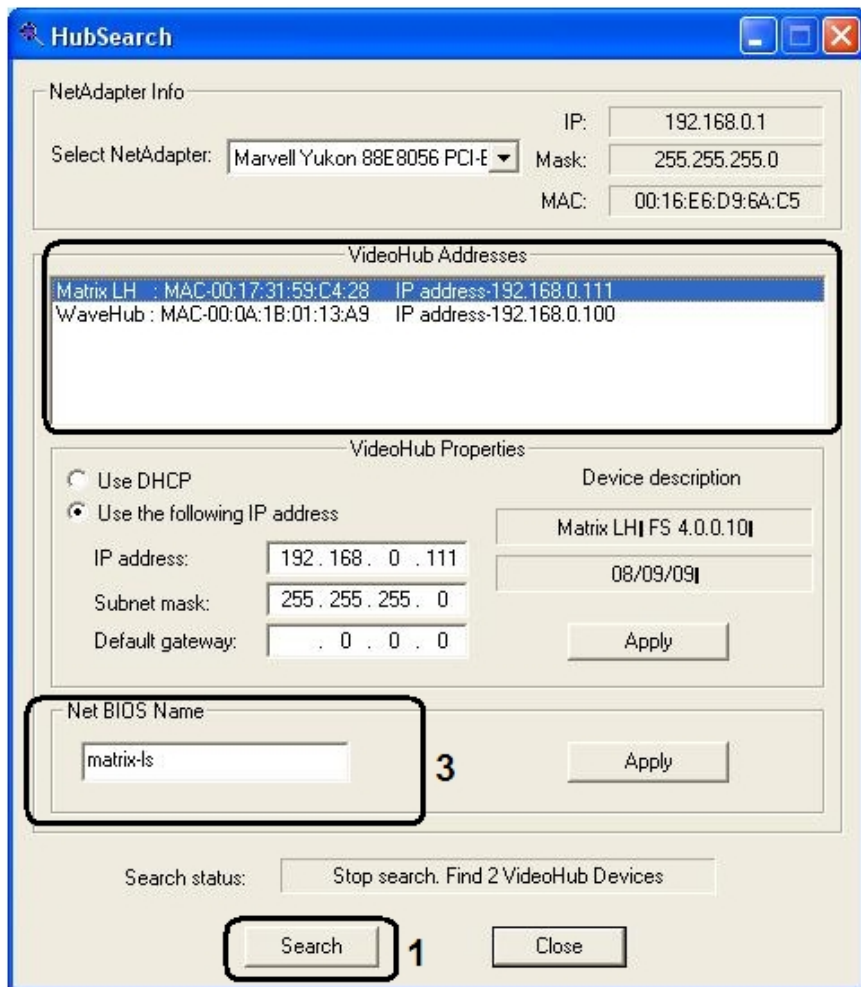 HubSearch
NetAdapter Info
Select NetAdapter: Marvell Yukon 88E8056 PCI-E
IP: 192.168.0.1
Mask: 255.255.255.0
MAC: 00:16:E6:D9:6A:C5
VideoHub Addresses
Matrix LH : MAC-00:17:31:59:C4:28 IP address-192.168.0.111
WaveHub : MAC-00:0A:1B:01:13:A9 IP address-192.168.0.100
VideoHub Properties
Use DHCP
Use the following IP address
IP address: 192 . 168 . 0 . 111
Subnet mask: 255 . 255 . 255 . 0
Default gateway: . 0 . 0 . 0
Device description
Matrix LH| FS 4.0.0.10|
08/09/09|
Apply
Net BIOS Name
matrix-ls
3
Apply
Search status: Stop search. Find 2 VideoHub Devices
Search
1
Close